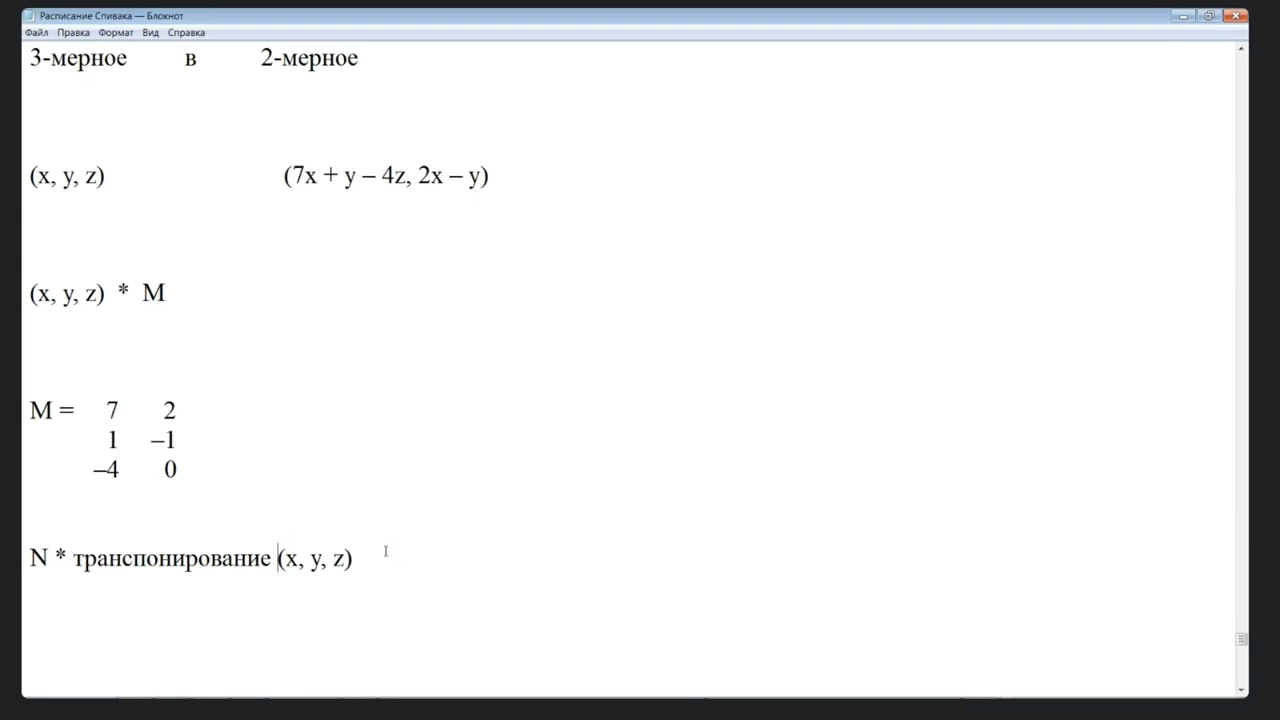 Расписание Спивака — Блокнот
Файл Правка Формат Вид Справка
3-мерное в 2-мерное
(x, y, z) (7x + y – 4z, 2x – y)
(x, y, z) * M
M = 7 2
1 –1
–4 0
N * транспонирование (x, y, z)